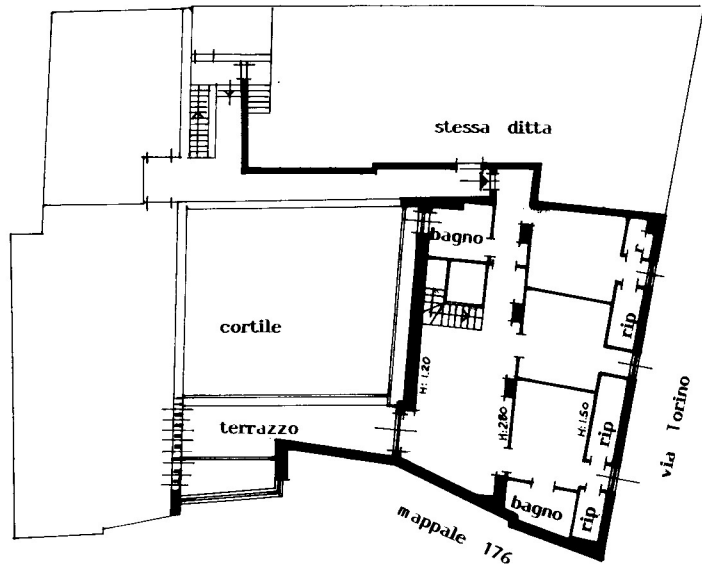 stessa ditta
bagno
r
cortile
rip
H: 1.20
H:2.80
H:1.50
terrazzo
rip
via Torino
bagno
rip
mappale 176